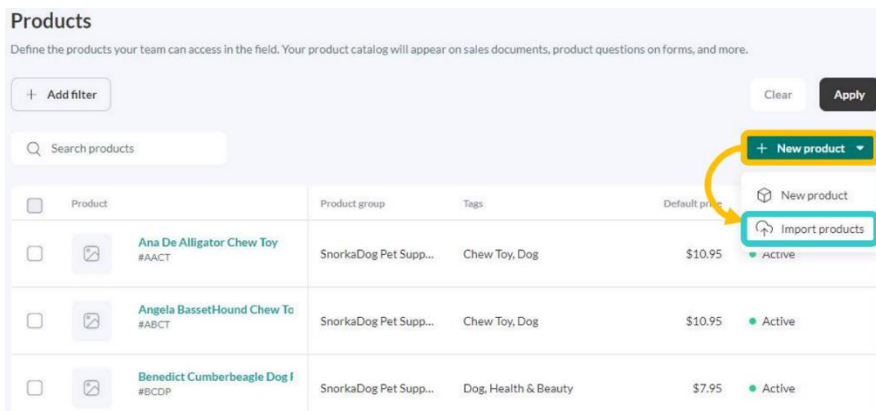 Products
Define the products your team can access in the field. Your product catalog will appear on sales documents, product questions on forms, and more.
+ Add filter
Clear
Apply
Search products
+ New product
New product
Import products
Product
Product group
Tags
Default price
Ana De Alligator Chew Toy
#AACT
SnorkaDog Pet Supp...
Chew Toy, Dog
$10.95
Active
Angela BassetHound Chew To
#ABCT
SnorkaDog Pet Supp...
Chew Toy, Dog
$10.95
Active
Benedict Cumberbeagle Dog
#BCDP
SnorkaDog Pet Supp...
Dog, Health & Beauty
$7.95
Active